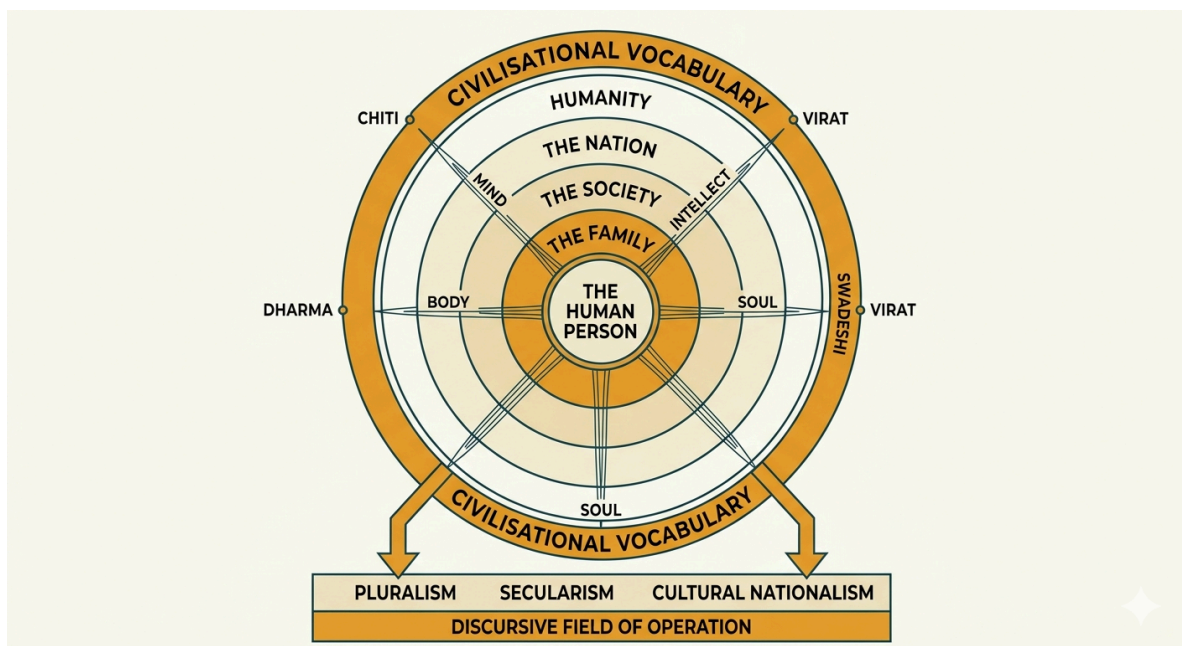 CIVILISATIONAL VOCABULARY
HUMANITY
CHITI
VIRAT
THE NATION
MIND
THE SOCIETY
INTELLECT
THE FAMILY
THE
HUMAN
PERSON
DHARMA
BODY
SOUL
SWADESHI
VIRAT
SOUL
CIVILISATIONAL VOCABULARY
PLURALISM SECULARISM CULTURAL NATIONALISM
DISCURSIVE FIELD OF OPERATION